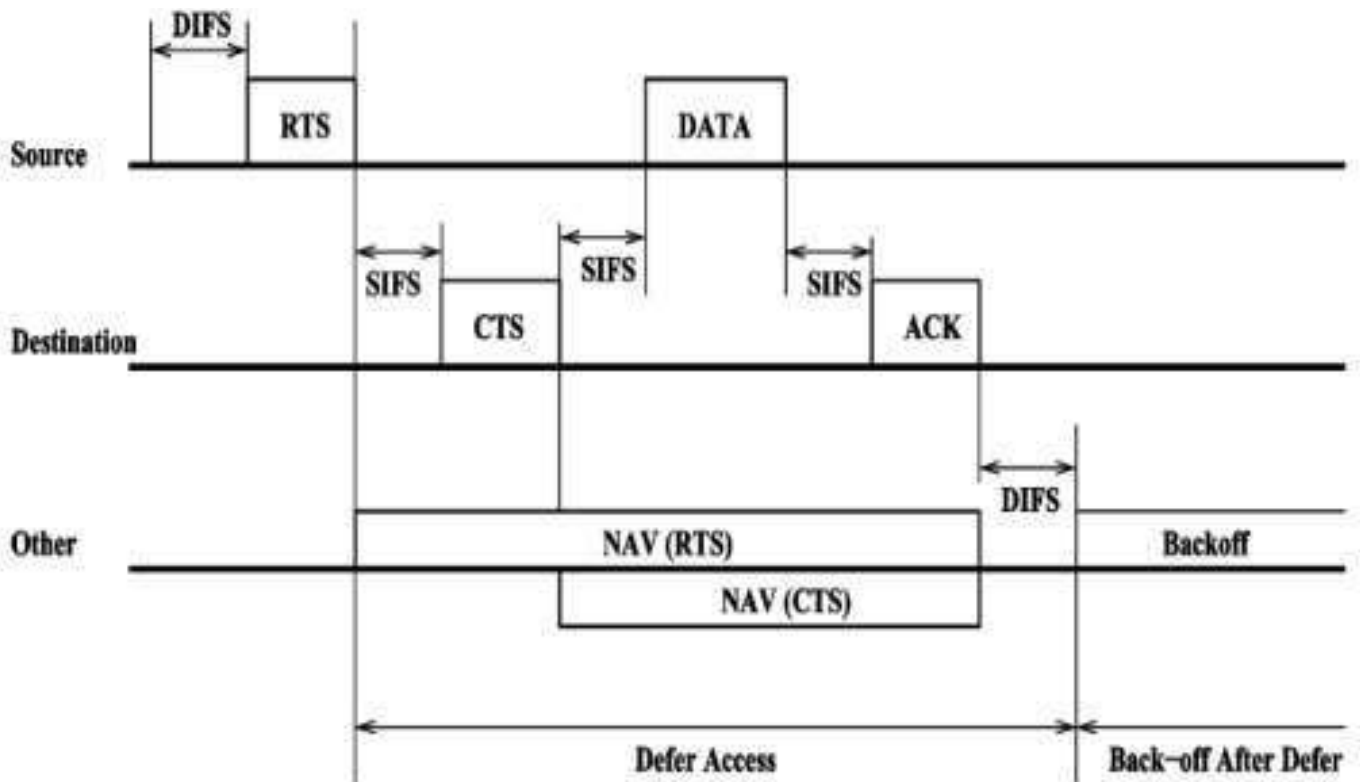 DIFS
RTS
DATA
Source
SIFS
SIFS
SIFS
CTS
ACK
Destination
DIFS
Other
NAV (RTS)
Backoff
NAV (CTS)
Defer Access
Back-off After Defer